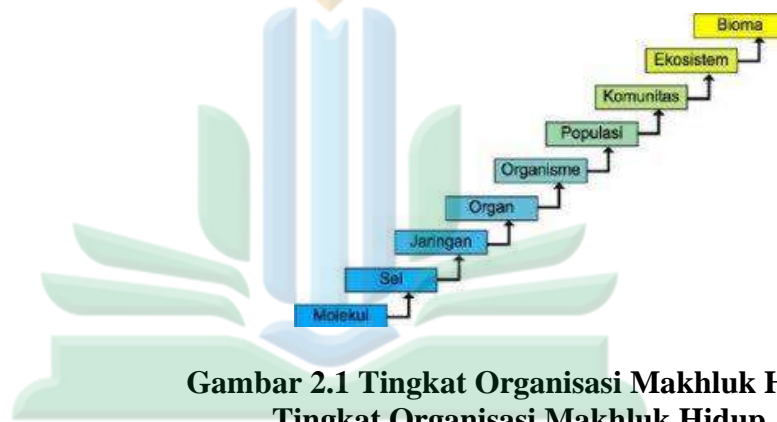 Bioma
Ekosistem
Komunitas
Populasi
Organisme
Organ
Jaringan
Sel
Molekul
Gambar 2.1 Tingkat Organisasi Makhluk
Tingkat Organisasi Makhluk Hidup